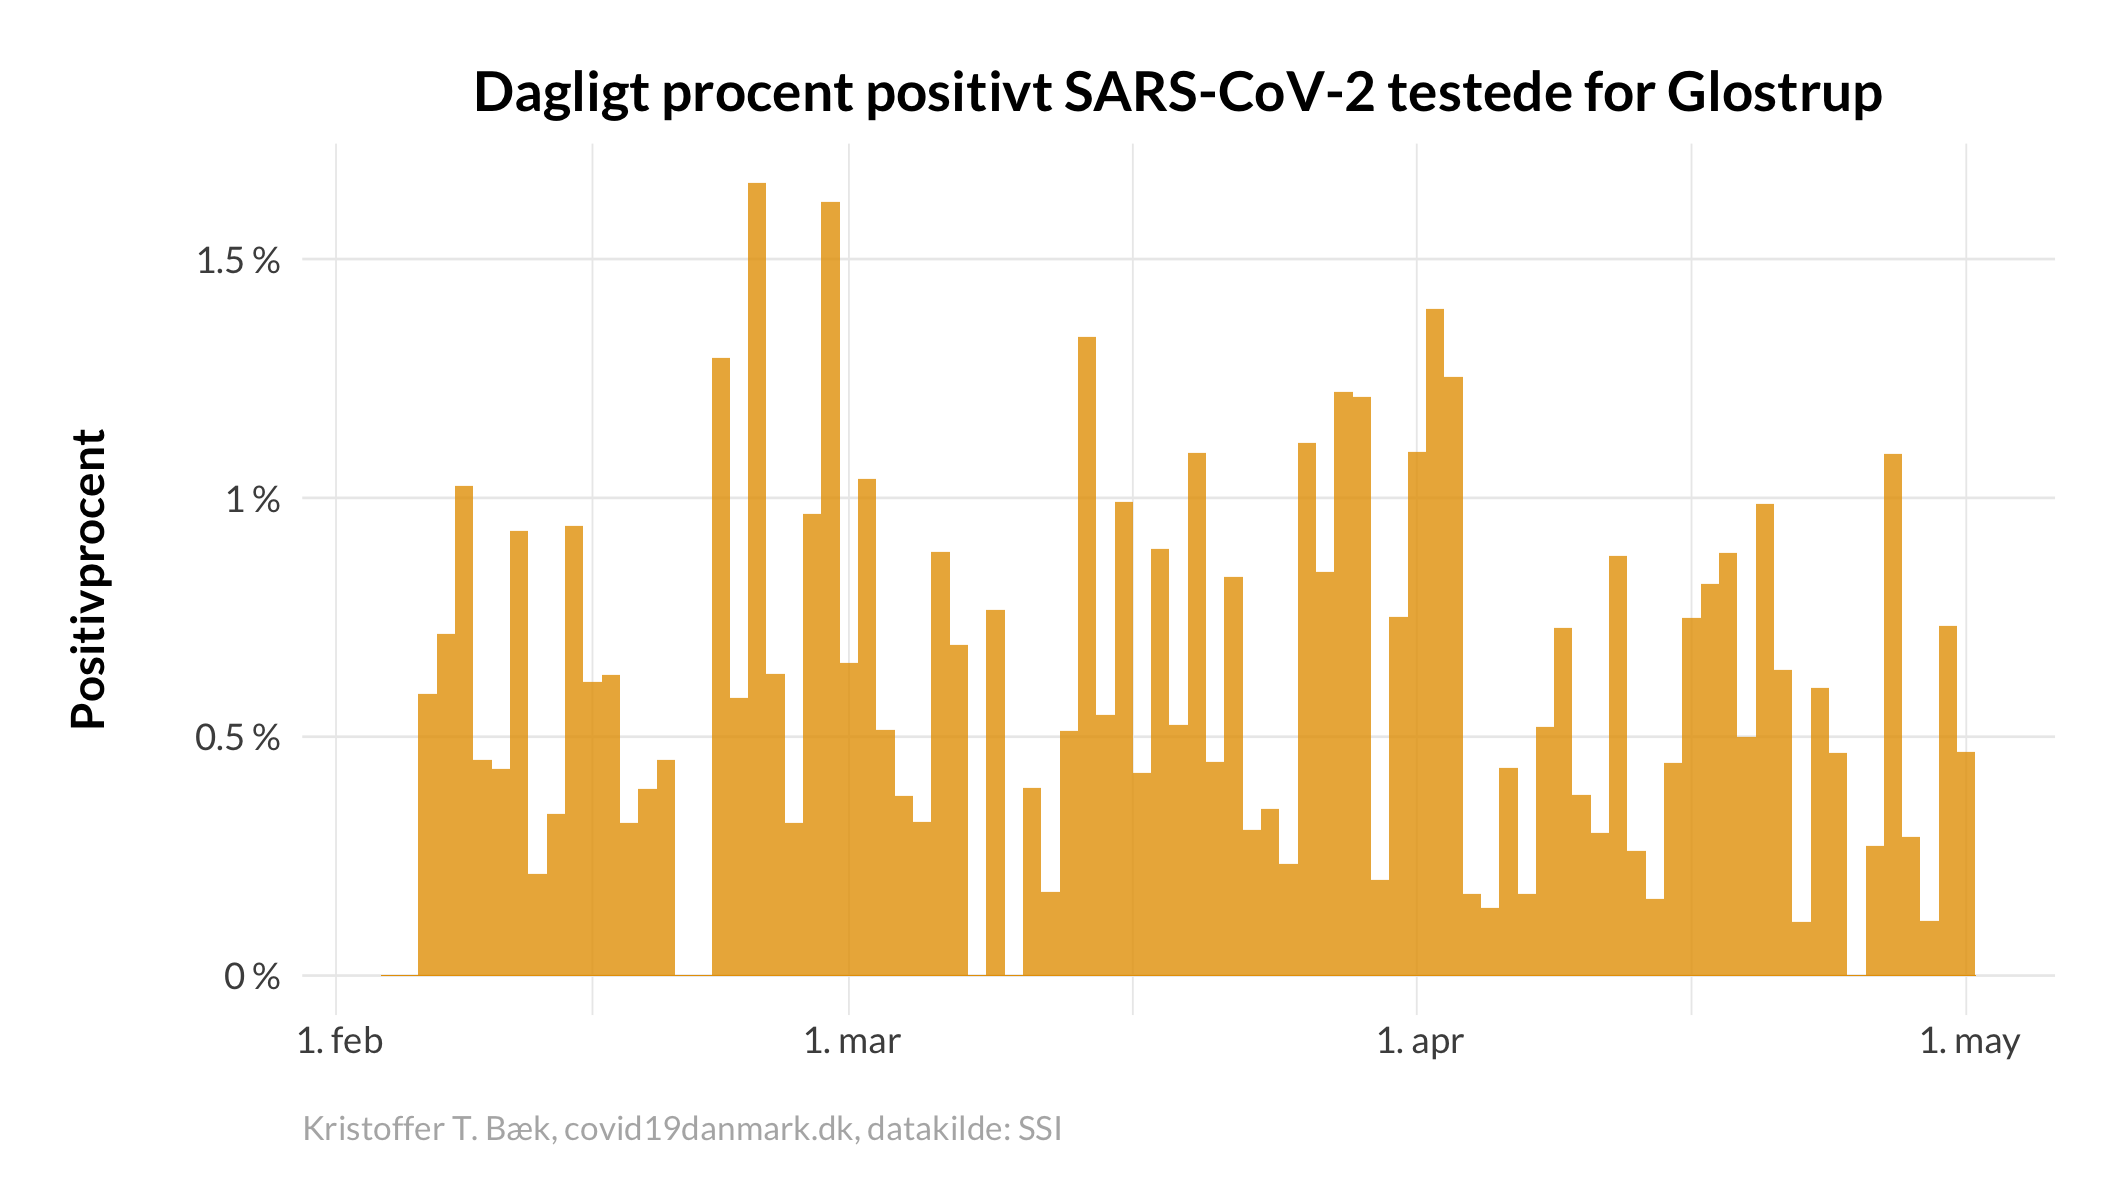 Dagligt procent positivt SARS-CoV-2 testede for Glostrup
Positivprocent
1.5 %
1 %
0.5 %
0 %
1. feb
1. mar
1. apr
1. may
Kristoffer T. Bæk, covid19danmark.dk, datakilde: SSI